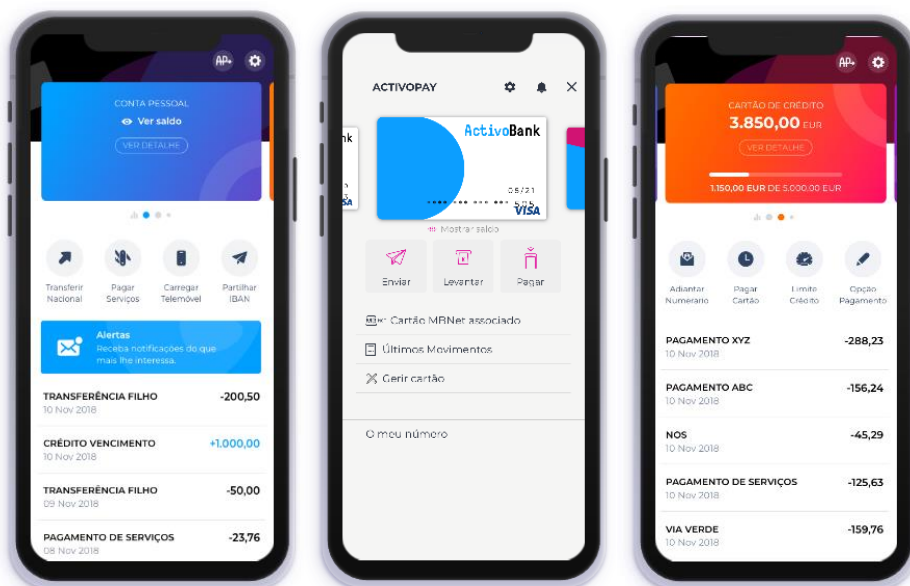 AP+
CONTA PESSOAL
Ver saldo
VER DETALHE
Transferir
Nacional
Pagar
Serviços
Carregar
Telemóvel
Partilhar
IBAN
Alertas
Receba notificações do que
mais lhe interessa.
TRANSFERÊNCIA FILHO -200,50
10 Nov 2018
CRÉDITO VENCIMENTO +1.000,00
10 Nov 2018
TRANSFERÊNCIA FILHO -50,00
09 Nov 2018
PAGAMENTO DE SERVIÇOS -23,76
08 Nov 2018
ACTIVOPAY
ActivoBank
05/21
VISA
Mostrar saldo
Enviar
Levantar
Pagar
Cartão MBNet associado
Últimos Movimentos
Gerir cartão
O meu número
AP+
CARTÃO DE CRÉDITO
3.850,00 EUR
VER DETALHE
1.150,00 EUR DE 5.000,00 EUR
Adiantar
Numerário
Pagar
Cartão
Limite
Crédito
Opção
Pagamento
PAGAMENTO XYZ -288,23
10 Nov 2018
PAGAMENTO ABC -156,24
10 Nov 2018
NOS -45,29
10 Nov 2018
PAGAMENTO DE SERVIÇOS -125,63
10 Nov 2018
VIA VERDE -159,76
10 Nov 2018